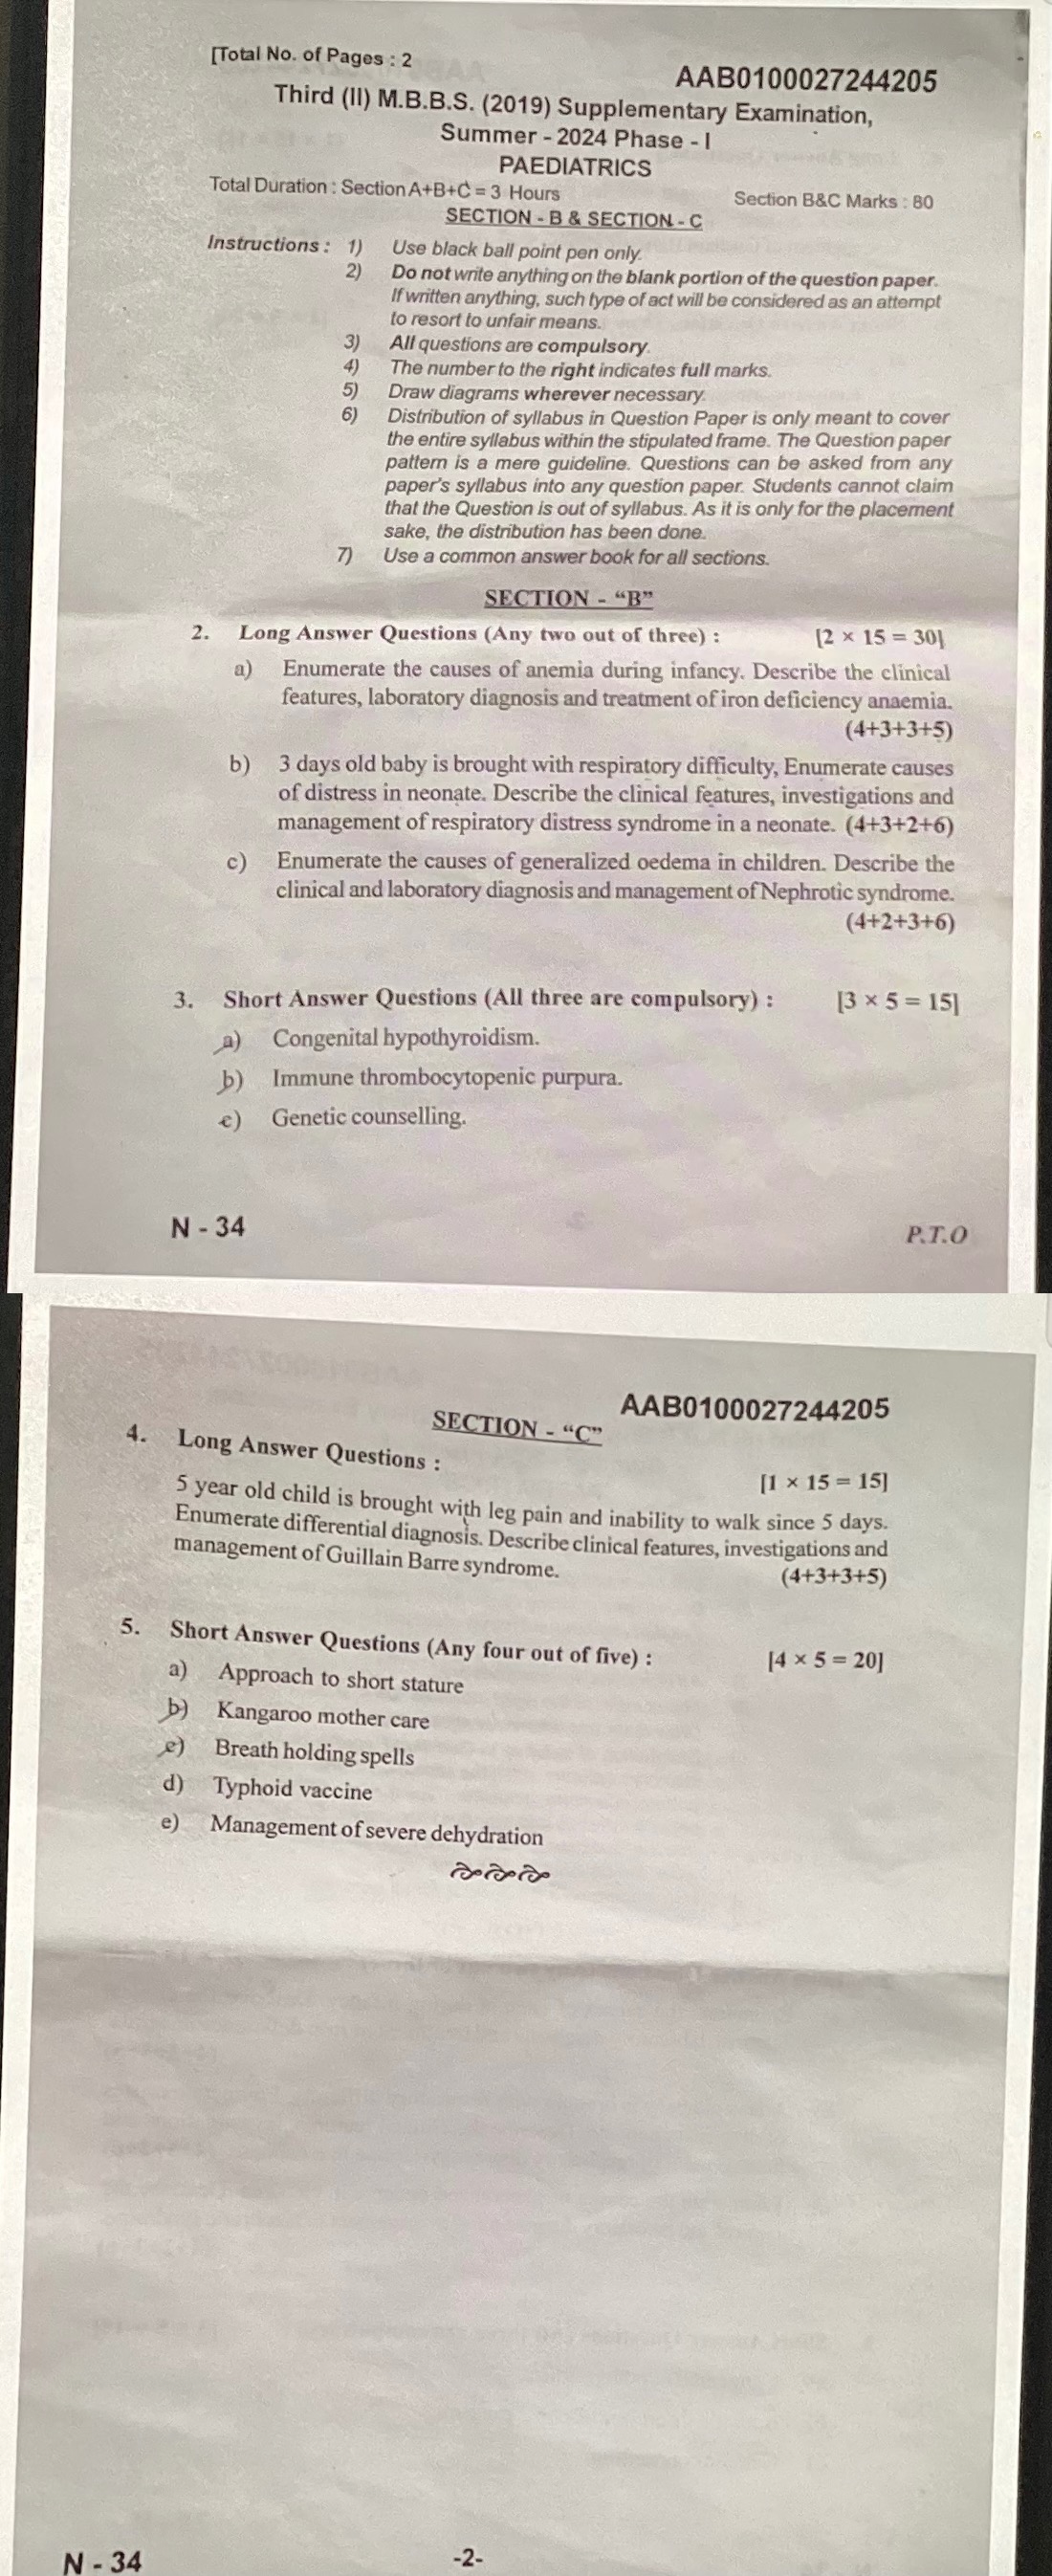 [Total No. of Pages : 2
AAB0100027244205
Third (II) M.B.B.S. (2019) Supplementary Examination,
Summer - 2024 Phase - I
PAEDIATRICS
Total Duration : Section A+B+C = 3 Hours
Section B&C Marks : 80
SECTION - B & SECTION - C
Instructions : 1) Use black ball point pen only.
2) Do not write anything on the blank portion of the question paper.
If written anything, such type of act will be considered as an attempt
to resort to unfair means.
3) All questions are compulsory.
4) The number to the right indicates full marks.
5) Draw diagrams wherever necessary.
6) Distribution of syllabus in Question Paper is only meant to cover
the entire syllabus within the stipulated frame. The Question paper
pattern is a mere guideline. Questions can be asked from any
paper's syllabus into any question paper. Students cannot claim
that the Question is out of syllabus. As it is only for the placement
sake, the distribution has been done.
7) Use a common answer book for all sections.
SECTION - “B”
2. Long Answer Questions (Any two out of three) : [2 × 15 = 30]
a) Enumerate the causes of anemia during infancy. Describe the clinical
features, laboratory diagnosis and treatment of iron deficiency anaemia.
(4+3+3+5)
b) 3 days old baby is brought with respiratory difficulty, Enumerate causes
of distress in neonate. Describe the clinical features, investigations and
management of respiratory distress syndrome in a neonate. (4+3+2+6)
c) Enumerate the causes of generalized oedema in children. Describe the
clinical and laboratory diagnosis and management of Nephrotic syndrome.
(4+2+3+6)
3. Short Answer Questions (All three are compulsory) : [3 × 5 = 15]
a) Congenital hypothyroidism.
b) Immune thrombocytopenic purpura.
c) Genetic counselling.
N - 34
P.T.O
AAB0100027244205
SECTION - “C”
4. Long Answer Questions : [1 × 15 = 15]
5 year old child is brought with leg pain and inability to walk since 5 days.
Enumerate differential diagnosis. Describe clinical features, investigations and
management of Guillain Barre syndrome. (4+3+3+5)
5. Short Answer Questions (Any four out of five) : [4 × 5 = 20]
a) Approach to short stature
b) Kangaroo mother care
c) Breath holding spells
d) Typhoid vaccine
e) Management of severe dehydration
N - 34
-2-